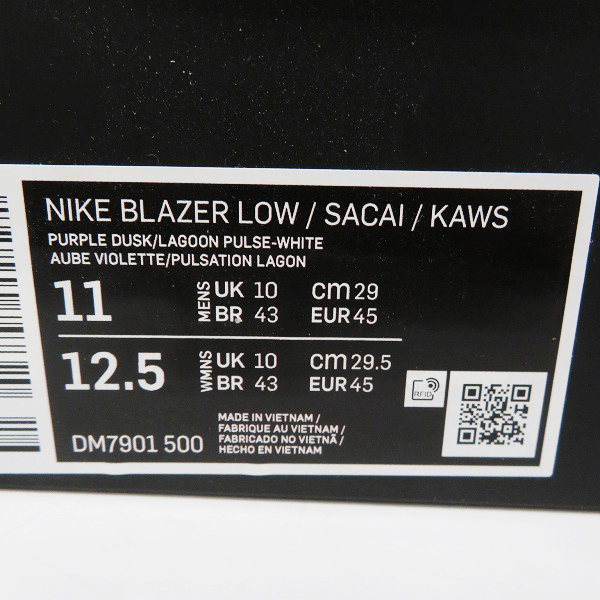 NIKE BLAZER LOW / SACAI / KAWS
PURPLE DUSK/LAGOON PULSE-WHITE
AUBE VIOLETTE/PULSATION LAGON
11 MENS UK 10 CM 29
BR 43 EUR 45
12.5 WMNS UK 10 CM 29.5
BR 43 EUR 45
RFID
DM7901 500
MADE IN VIETNAM /
FABRIQUE AU VIETNAM /
FABRICADO NO VIETNÃ /
HECHO EN VIETNAM